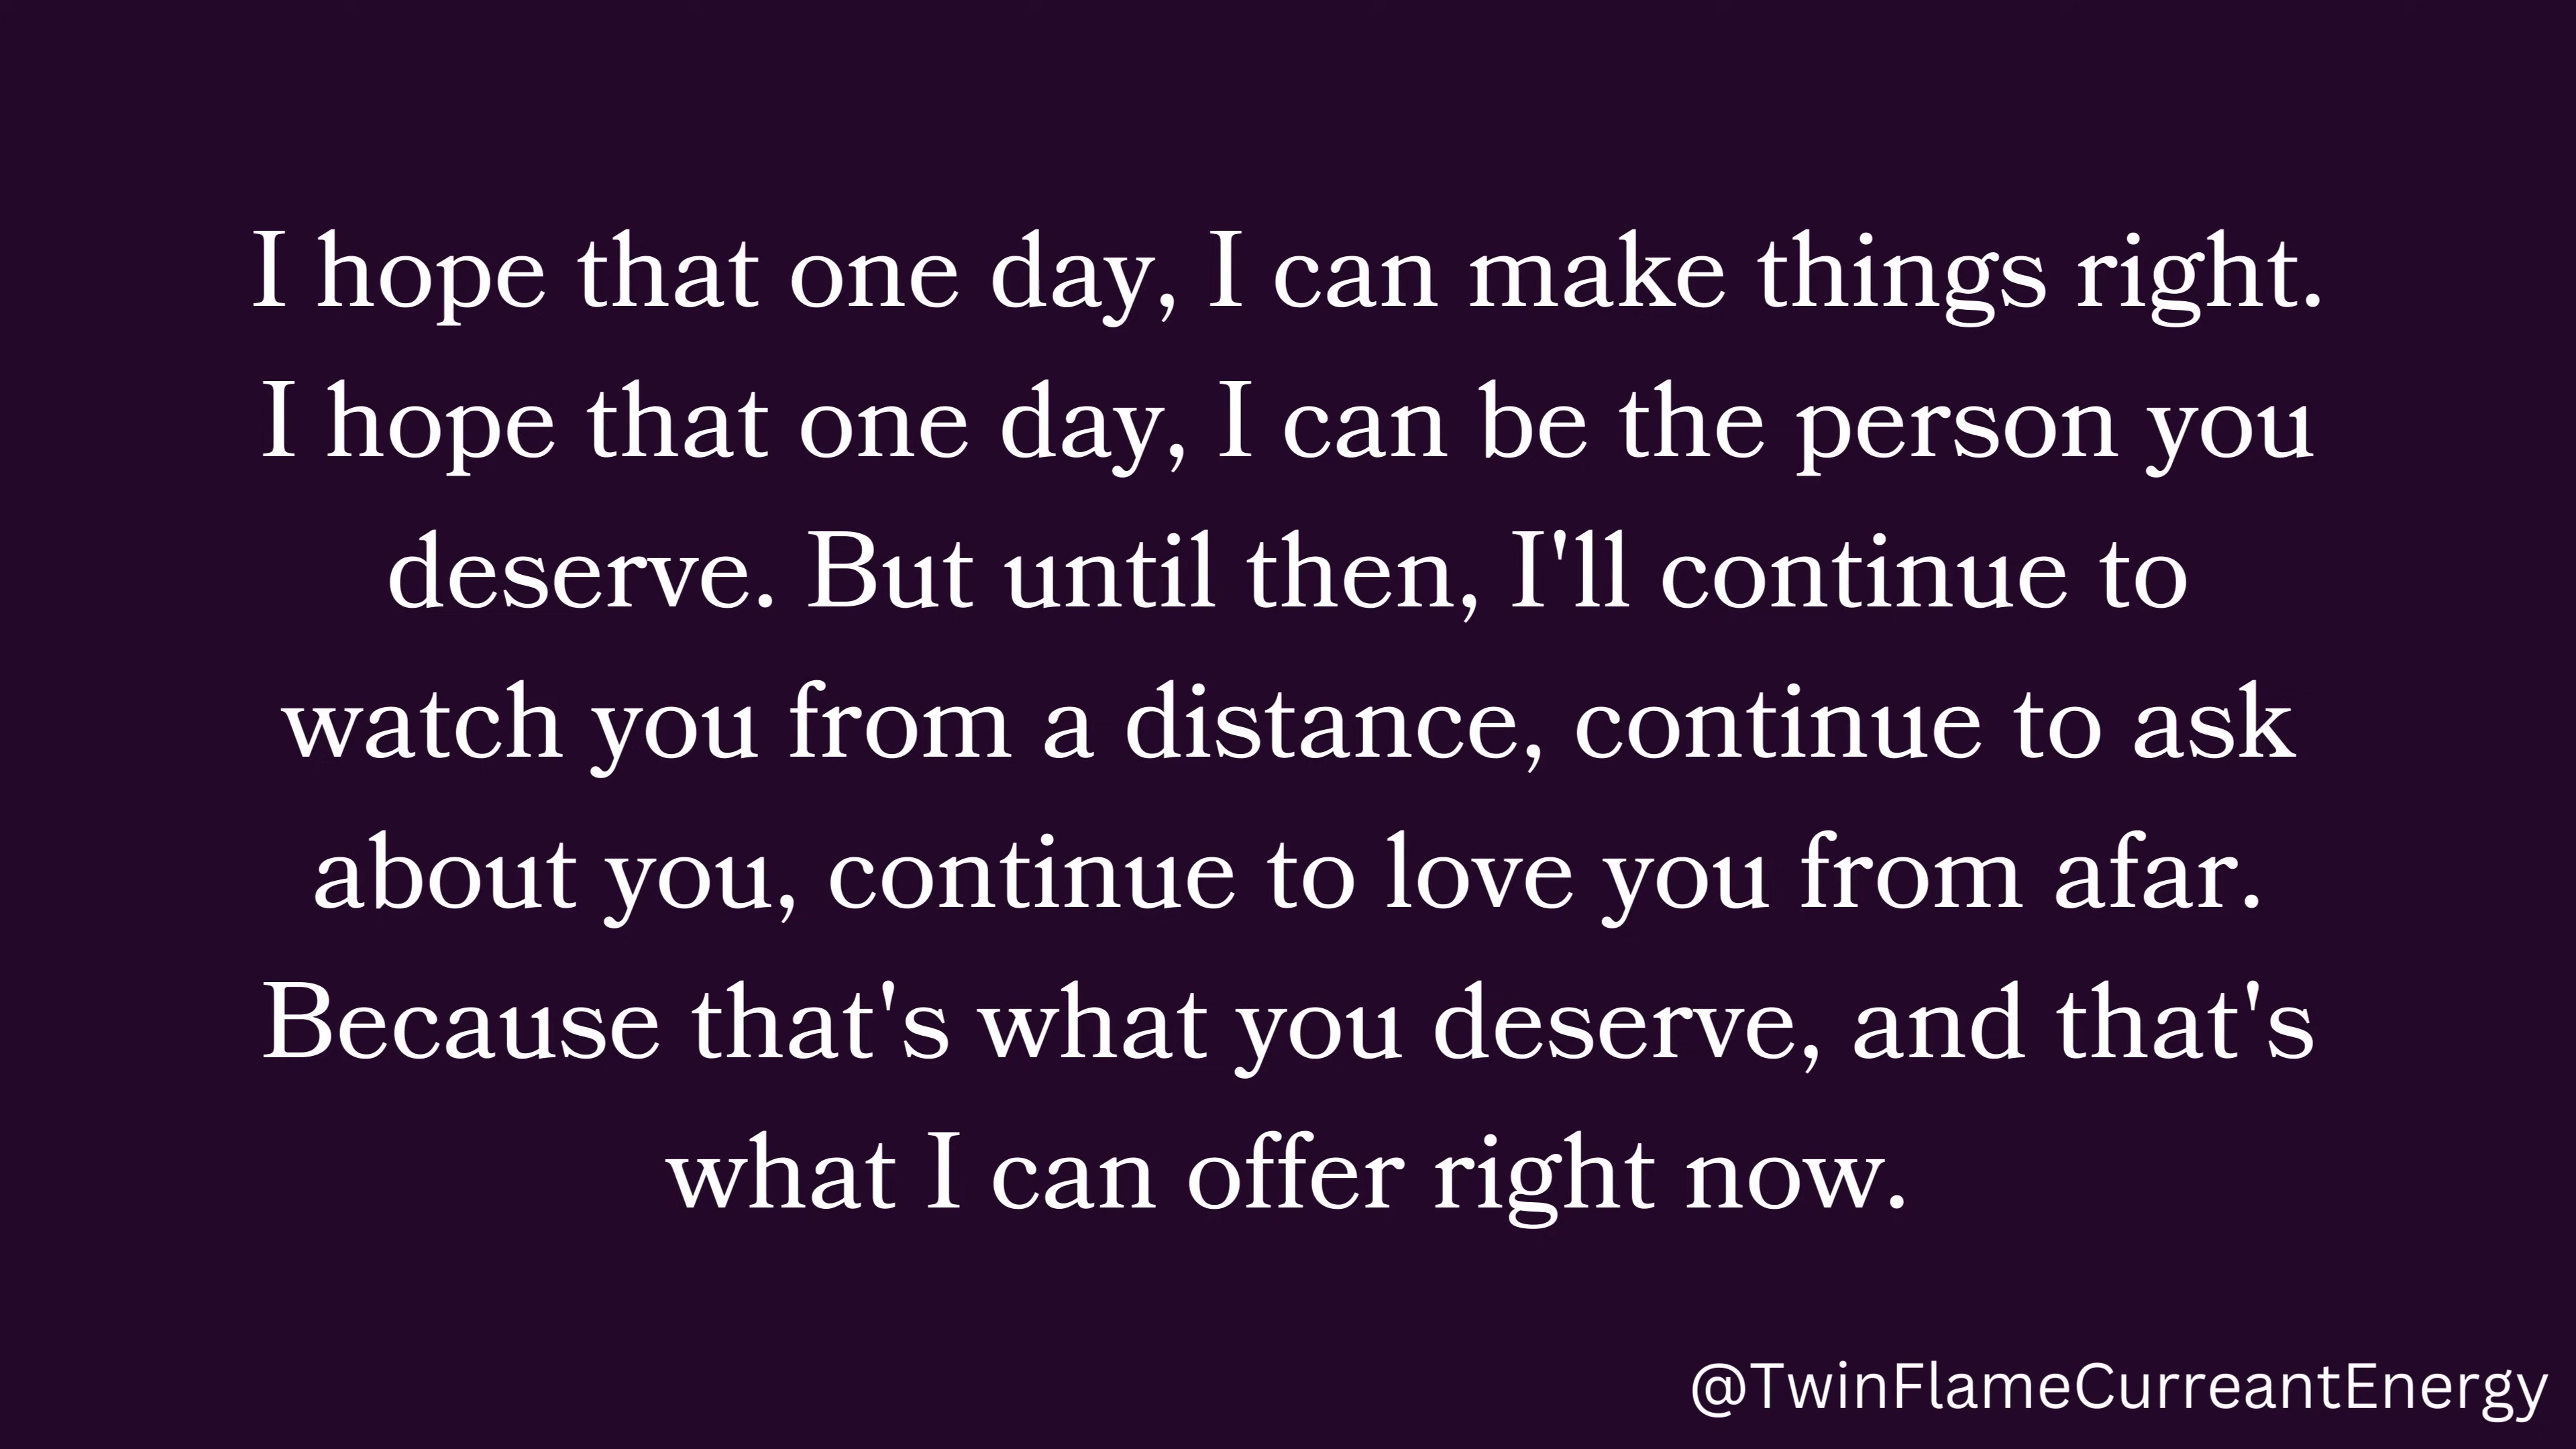 I hope that one day, I can make things right.
I hope that one day, I can be the person you
deserve. But until then, I'll continue to
watch you from a distance, continue to ask
about you, continue to love you from afar.
Because that's what you deserve, and that's
what I can offer right now.
@TwinFlameCurreantEnergy